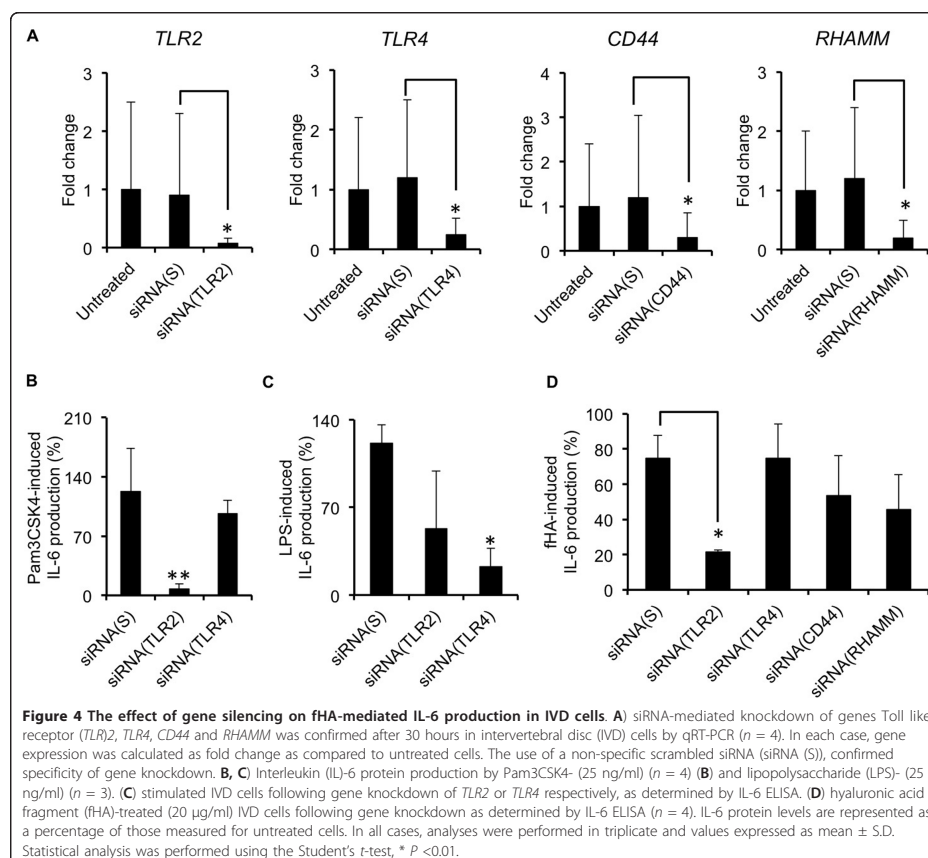 A
TLR2
TLR4
CD44
RHAMM
Fold change
3
2
1
0
Untreated
siRNA(S)
siRNA(TLR2)
*
Fold change
3
2
1
0
Untreated
siRNA(S)
siRNA(TLR4)
*
Fold change
4
3
2
1
0
Untreated
siRNA(S)
siRNA(CD44)
*
Fold change
3
2
1
0
Untreated
siRNA(S)
siRNA(RHAMM)
*
B
Pam3CSK4-induced
IL-6 production (%)
210
140
70
0
siRNA(S)
siRNA(TLR2)
siRNA(TLR4)
**
C
LPS-induced
IL-6 production (%)
140
70
0
siRNA(S)
siRNA(TLR2)
siRNA(TLR4)
*
D
fHA-induced
IL-6 production (%)
100
80
60
40
20
0
siRNA(S)
siRNA(TLR2)
siRNA(TLR4)
siRNA(CD44)
siRNA(RHAMM)
*
Figure 4 The effect of gene silencing on fHA-mediated IL-6 production in IVD cells. A) siRNA-mediated knockdown of genes Toll like
receptor (TLR)2, TLR4, CD44 and RHAMM was confirmed after 30 hours in intervertebral disc (IVD) cells by qRT-PCR (n = 4). In each case, gene
expression was calculated as fold change as compared to untreated cells. The use of a non-specific scrambled siRNA (siRNA (S)), confirmed
specificity of gene knockdown. B, C) Interleukin (IL)-6 protein production by Pam3CSK4- (25 ng/ml) (n = 4) (B) and lipopolysaccharide (LPS)- (25
ng/ml) (n = 3). (C) stimulated IVD cells following gene knockdown of TLR2 or TLR4 respectively, as determined by IL-6 ELISA. (D) hyaluronic acid
fragment (fHA)-treated (20 μg/ml) IVD cells following gene knockdown as determined by IL-6 ELISA (n = 4). IL-6 protein levels are represented as
a percentage of those measured for untreated cells. In all cases, analyses were performed in triplicate and values expressed as mean ± S.D.
Statistical analysis was performed using the Student's t-test, * P <0.01.